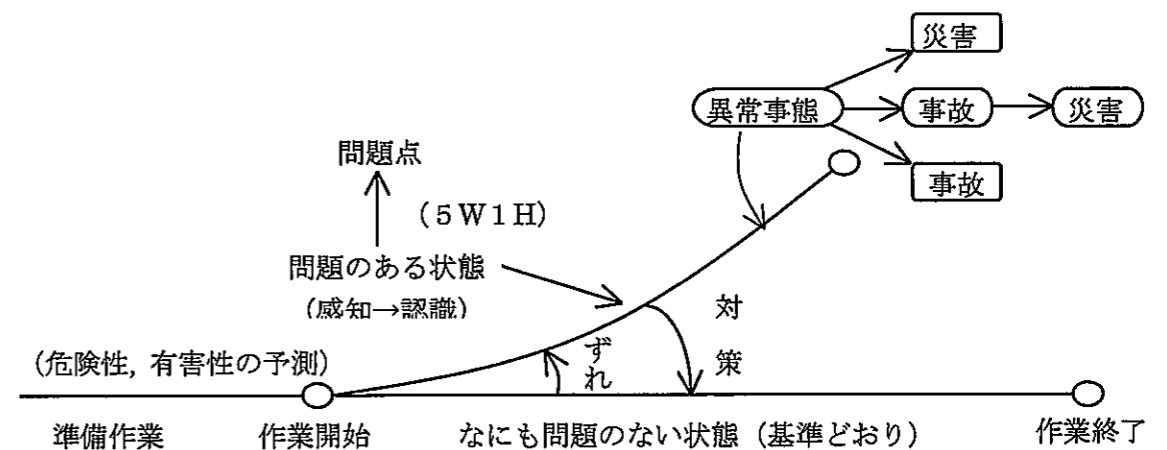 災害
異常事態
事故
災害
事故
問題点
(5W1H)
問題のある状態
(感知→認識)
対策
ずれ
(危険性, 有害性の予測)
準備作業
作業開始
なにも問題のない状態(基準どおり)
作業終了